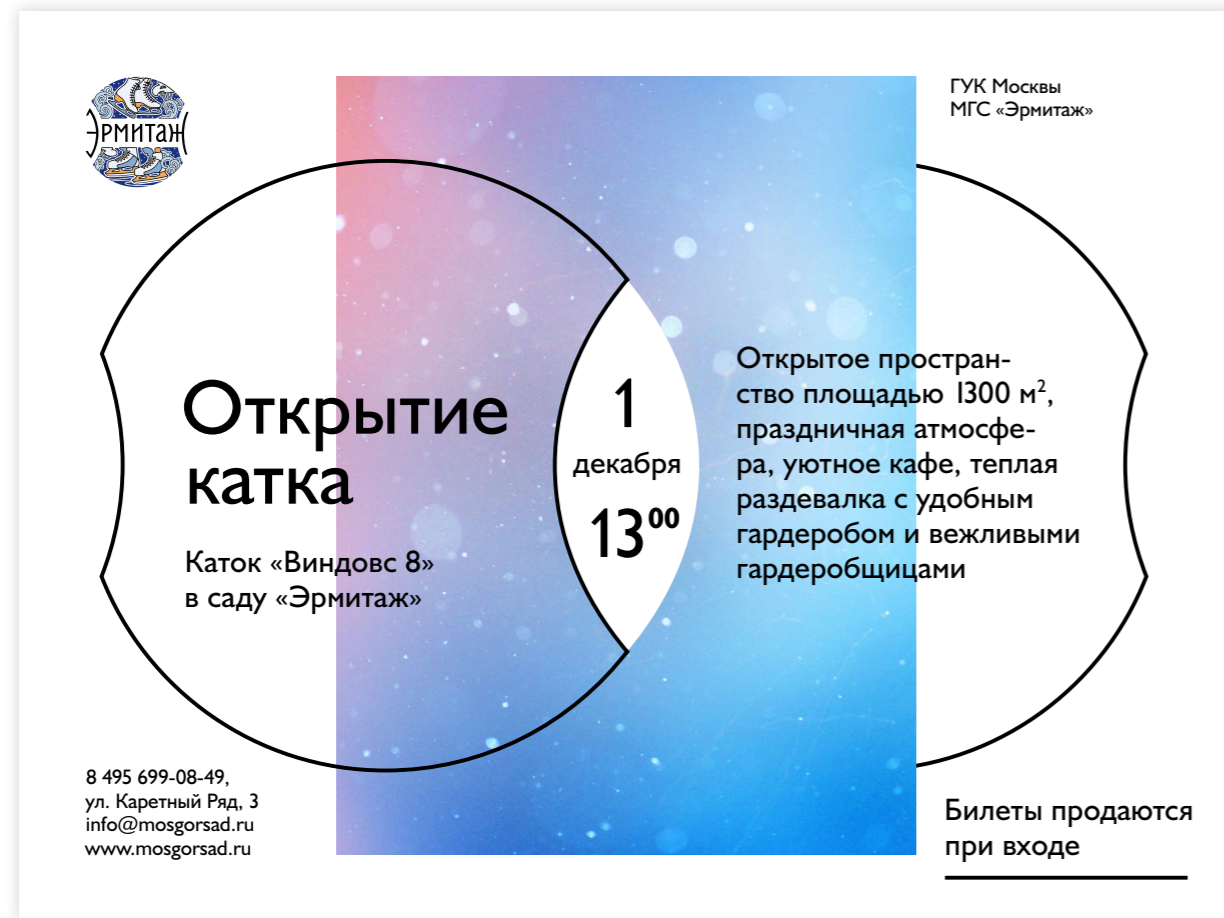 ЭРМИТАЖ
ГУК Москвы
МГС «Эрмитаж»
Открытие
катка
Каток «Виндовс 8»
в саду «Эрмитаж»
1
декабря
13⁰⁰
Открытое простран-
ство площадью 1300 м²,
праздничная атмосфе-
ра, уютное кафе, теплая
раздевалка с удобным
гардеробом и вежливыми
гардеробщицами
8 495 699-08-49,
ул. Каретный Ряд, 3
info@mosgorsad.ru
www.mosgorsad.ru
Билеты продаются
при входе